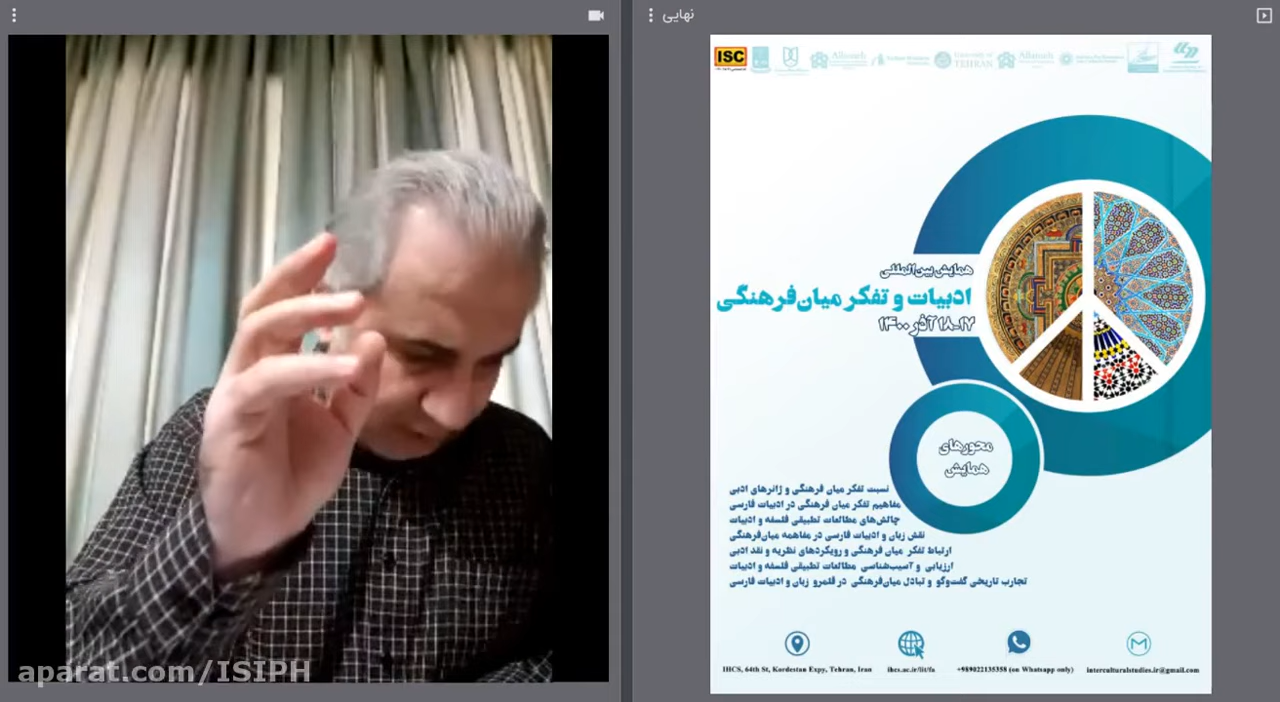 نهایی
ISC
Allameh
UNIVERSITY OF TEHRAN
Allameh
همایش بین‌المللی
ادبیات و تفکر میان‌فرهنگی
۱۷-۱۸ آذر ۱۴۰۰
محورهای
همایش
نسبت تفکر میان فرهنگی و ژانرهای ادبی
مفاهیم تفکر میان فرهنگی در ادبیات فارسی
چالش‌های مطالعات تطبیقی فلسفه و ادبیات
نقش زبان و ادبیات فارسی در مفاهمه میان‌فرهنگی
ارتباط تفکر میان فرهنگی و رویکردهای نظریه و نقد ادبی
ارزیابی و آسیب‌شناسی مطالعات تطبیقی فلسفه و ادبیات
تجارب تاریخی گفت‌وگو و تبادل میان‌فرهنگی در قلمرو زبان و ادبیات فارسی
IHCS, 64th St, Kordestan Expy, Tehran, Iran
ihcs.ac.ir/lit/fa
+989022135358 (on Whatsapp only)
interculturalstudies.ir@gmail.com
aparat.com/ISIPH